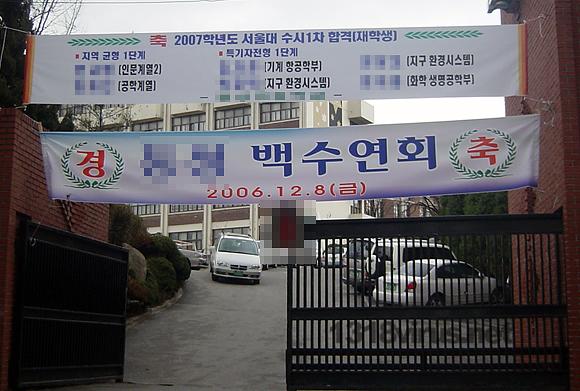 축 2007학년도 서울대 수시1차 합격(재학생)
▪지역 균형 1단계 ▪특기자전형 1단계
(인문계열2) (기계 항공학부) (지구 환경시스템)
(공학계열) (지구 환경시스템) (화학 생명공학부)
경 백수연회 축
2006.12.8(금)